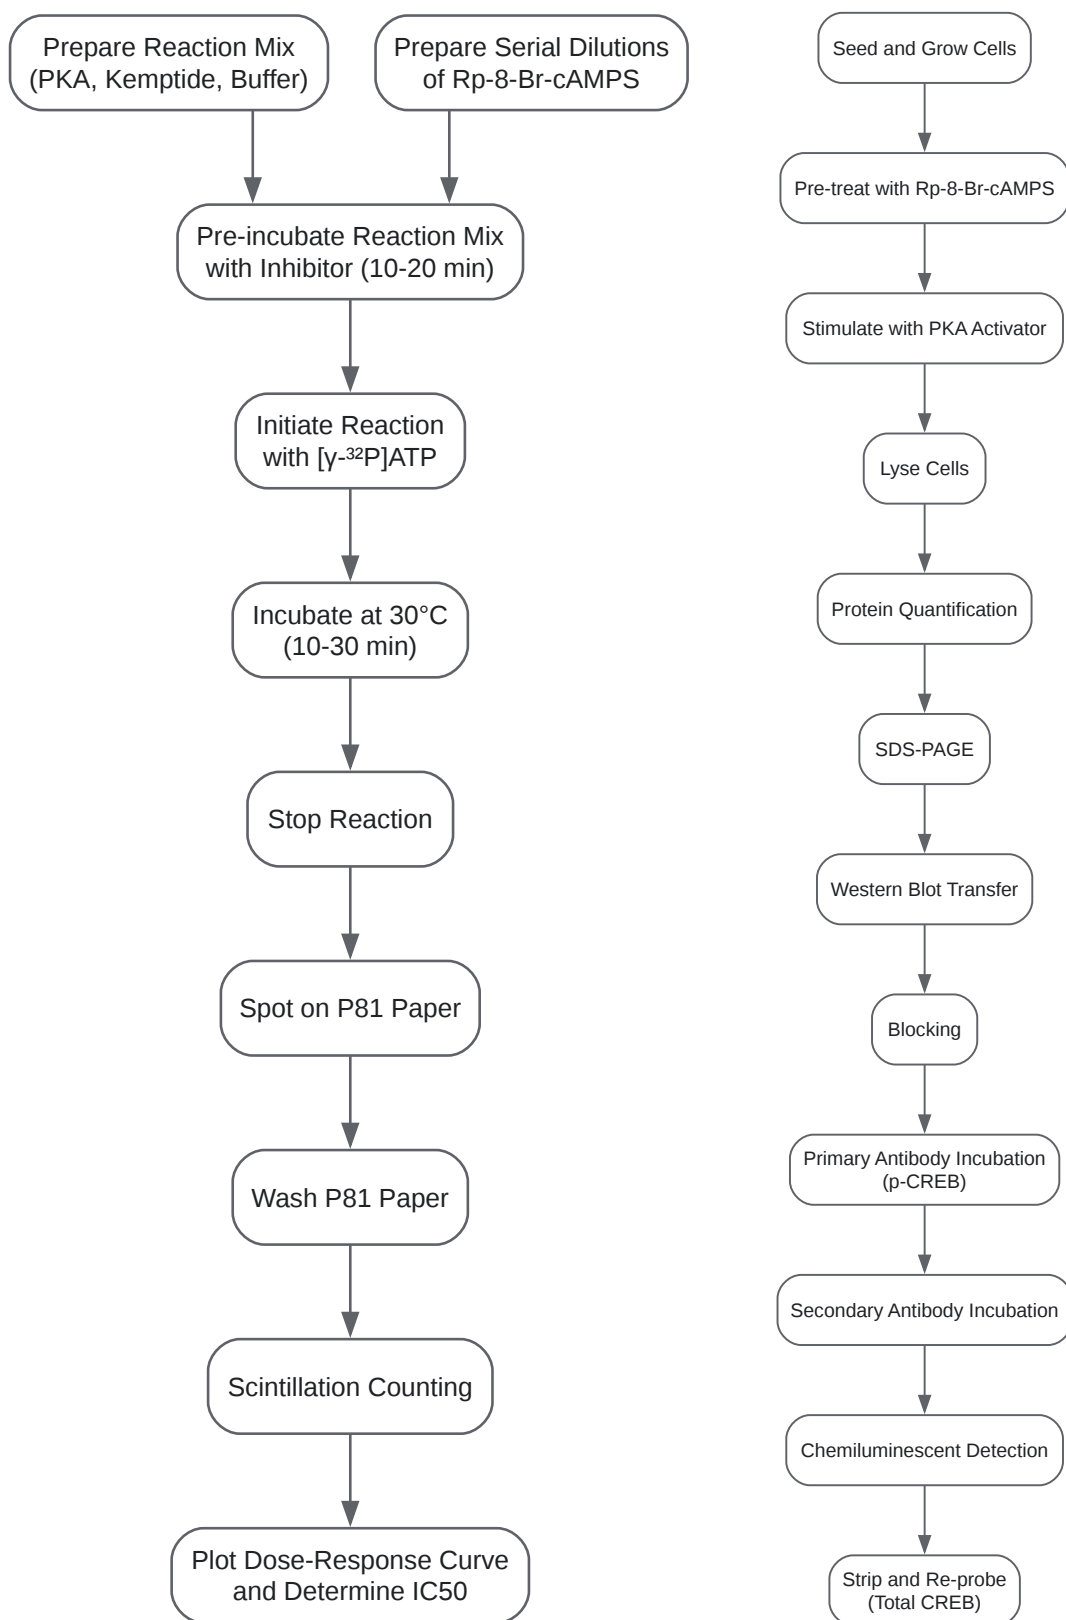 Prepare Reaction Mix
(PKA, Kemptide, Buffer)
Prepare Serial Dilutions
of Rp-8-Br-cAMPS
Pre-incubate Reaction Mix
with Inhibitor (10-20 min)
Initiate Reaction
with [γ-³²P]ATP
Incubate at 30°C
(10-30 min)
Stop Reaction
Spot on P81 Paper
Wash P81 Paper
Scintillation Counting
Plot Dose-Response Curve
and Determine IC50
Seed and Grow Cells
Pre-treat with Rp-8-Br-cAMPS
Stimulate with PKA Activator
Lyse Cells
Protein Quantification
SDS-PAGE
Western Blot Transfer
Blocking
Primary Antibody Incubation
(p-CREB)
Secondary Antibody Incubation
Chemiluminescent Detection
Strip and Re-probe
(Total CREB)